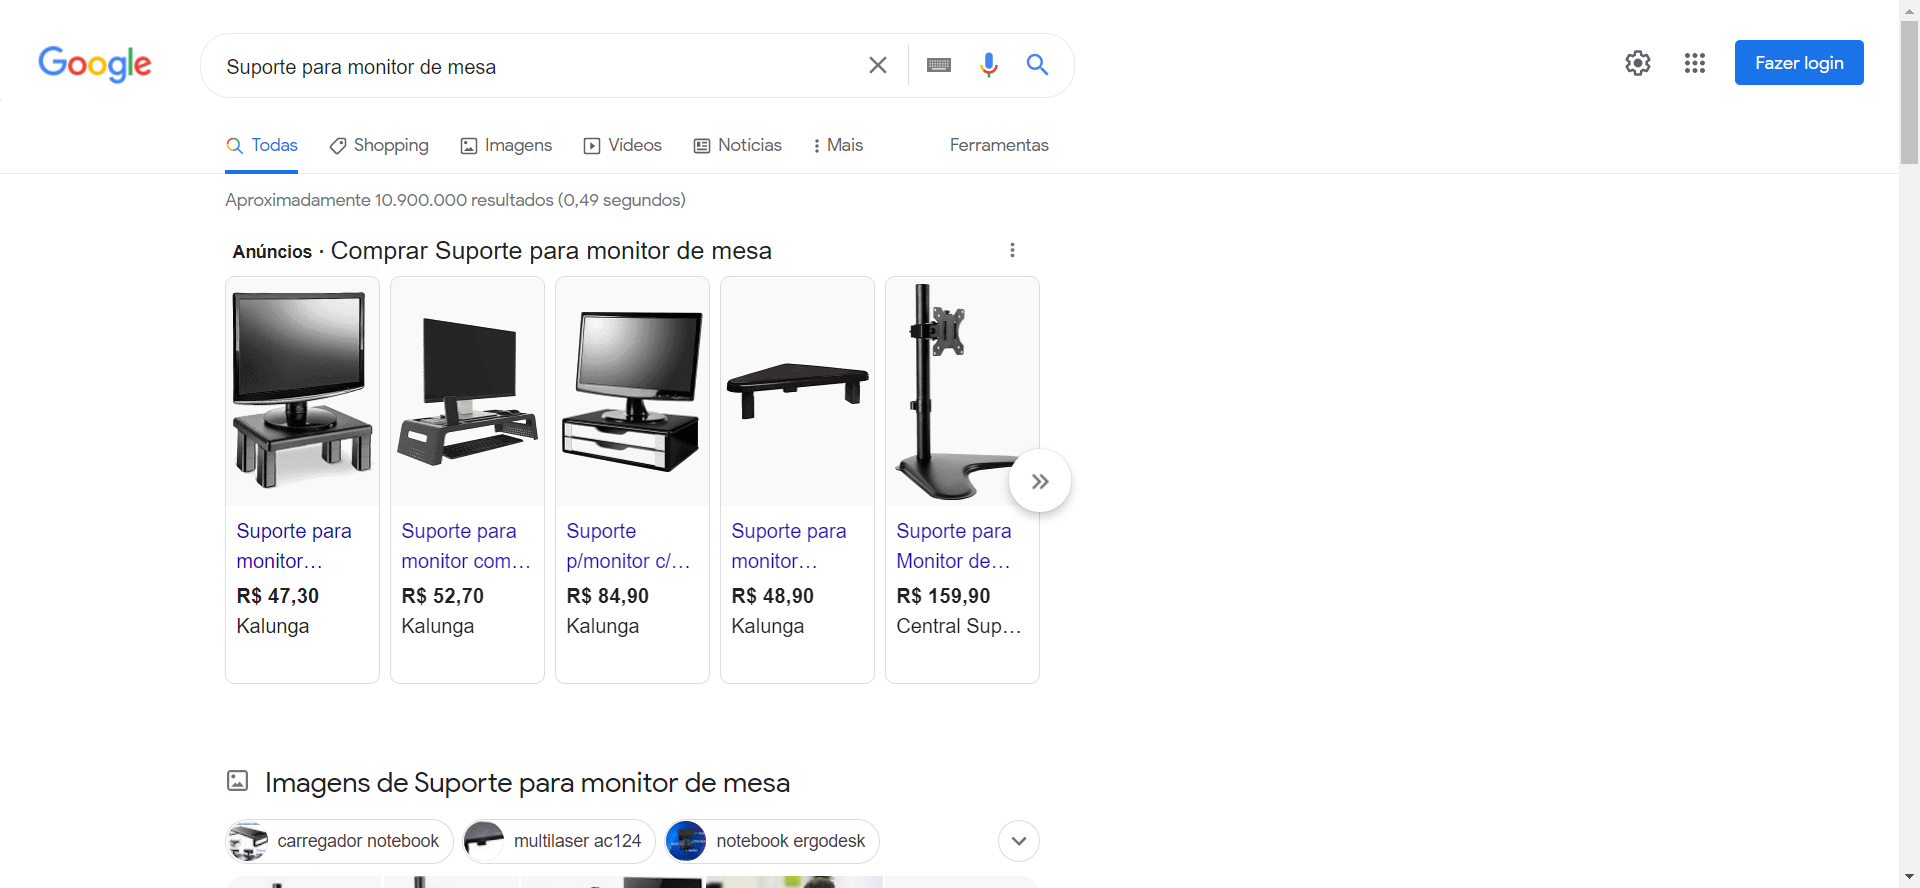 Google
Suporte para monitor de mesa
Fazer login
Todas
Shopping
Imagens
Vídeos
Notícias
Mais
Ferramentas
Aproximadamente 10.900.000 resultados (0,49 segundos)
Anúncios · Comprar Suporte para monitor de mesa
Suporte para
monitor...
R$ 47,30
Kalunga
Suporte para
monitor com...
R$ 52,70
Kalunga
Suporte
p/monitor c/...
R$ 84,90
Kalunga
Suporte para
monitor...
R$ 48,90
Kalunga
Suporte para
Monitor de...
R$ 159,90
Central Sup...
Imagens de Suporte para monitor de mesa
carregador notebook
multilaser ac124
notebook ergodesk